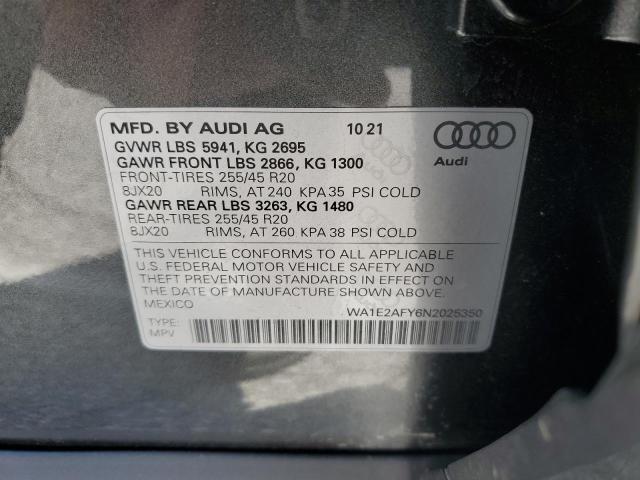 MFD. BY AUDI AG 10 21
GVWR LBS 5941, KG 2695
GAWR FRONT LBS 2866, KG 1300
FRONT-TIRES 255/45 R20
8JX20 RIMS, AT 240 KPA 35 PSI COLD
GAWR REAR LBS 3263, KG 1480
REAR-TIRES 255/45 R20
8JX20 RIMS, AT 260 KPA 38 PSI COLD
Audi
THIS VEHICLE CONFORMS TO ALL APPLICABLE
U.S. FEDERAL MOTOR VEHICLE SAFETY AND
THEFT PREVENTION STANDARDS IN EFFECT ON
THE DATE OF MANUFACTURE SHOWN ABOVE.
MEXICO
WA1E2AFY6N2025350
TYPE:
MPV